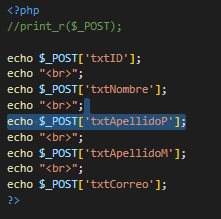 <?php
//print_r($_POST);
echo $_POST['txtID'];
echo "<br>";
echo $_POST['txtNombre'];
echo "<br>";
echo $_POST['txtApellidoP'];
echo "<br>";
echo $_POST['txtApellidoM'];
echo "<br>";
echo $_POST['txtCorreo'];
?>